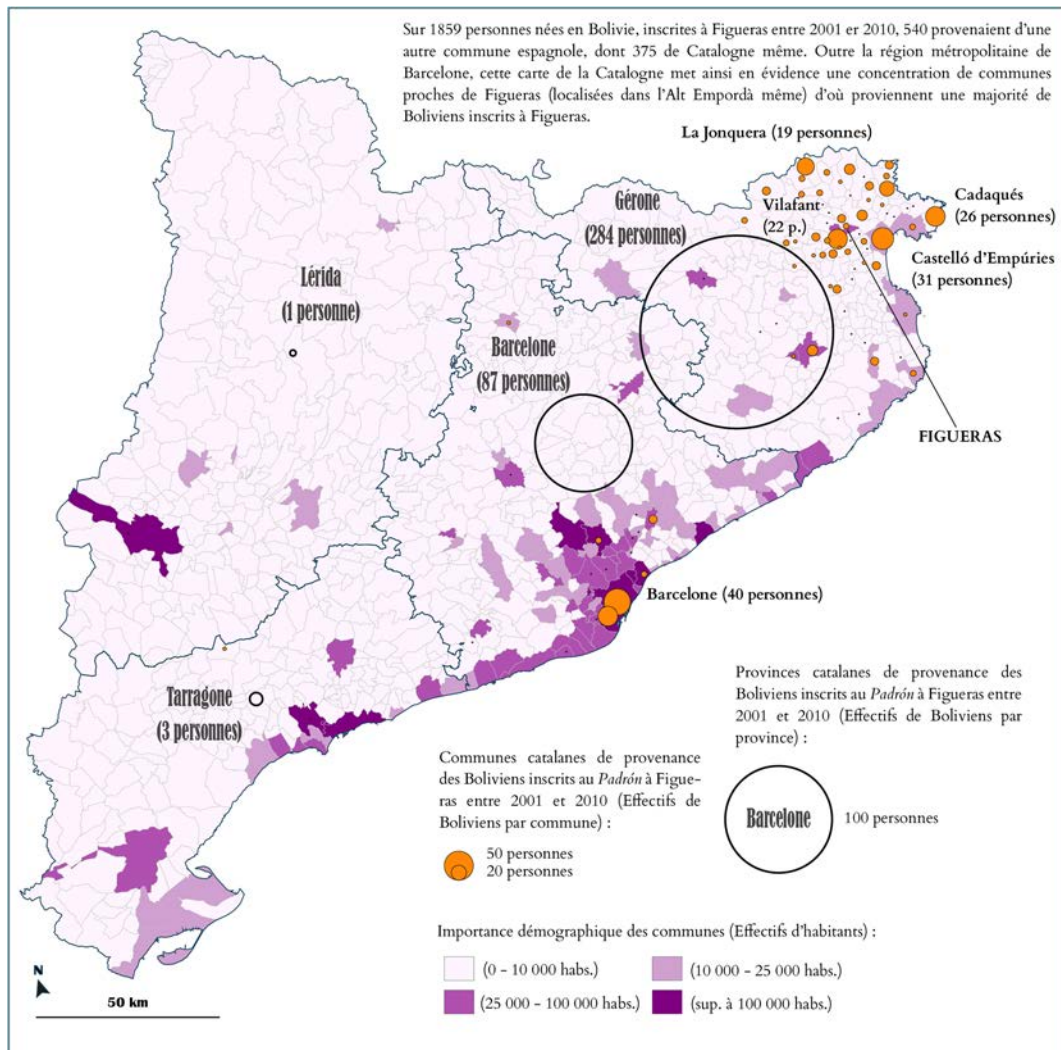 Sur 1859 personnes nées en Bolivie, inscrites à Figueras entre 2001 er 2010, 540 provenaient d'une
autre commune espagnole, dont 375 de Catalogne même. Outre la région métropolitaine de
Barcelone, cette carte de la Catalogne met ainsi en évidence une concentration de communes
proches de Figueras (localisées dans l'Alt Empordà même) d'où proviennent une majorité de
Boliviens inscrits à Figueras.
La Jonquera (19 personnes)
Cadaqués
(26 personnes)
Vilafant
(22 p.)
Gérone
(284 personnes)
Castelló d'Empúries
(31 personnes)
Lérida
(1 personne)
Barcelone
(87 personnes)
FIGUERAS
Barcelone (40 personnes)
Tarragone
(3 personnes)
Provinces catalanes de provenance des
Boliviens inscrits au Padrón à Figueras entre
2001 et 2010 (Effectifs de Boliviens par
province) :
Barcelone
100 personnes
Communes catalanes de provenance
des Boliviens inscrits au Padrón à Figue-
ras entre 2001 et 2010 (Effectifs de
Boliviens par commune) :
50 personnes
20 personnes
Importance démographique des communes (Effectifs d'habitants) :
(0 - 10 000 habs.)
(10 000 - 25 000 habs.)
(25 000 - 100 000 habs.)
(sup. à 100 000 habs.)
N
50 km